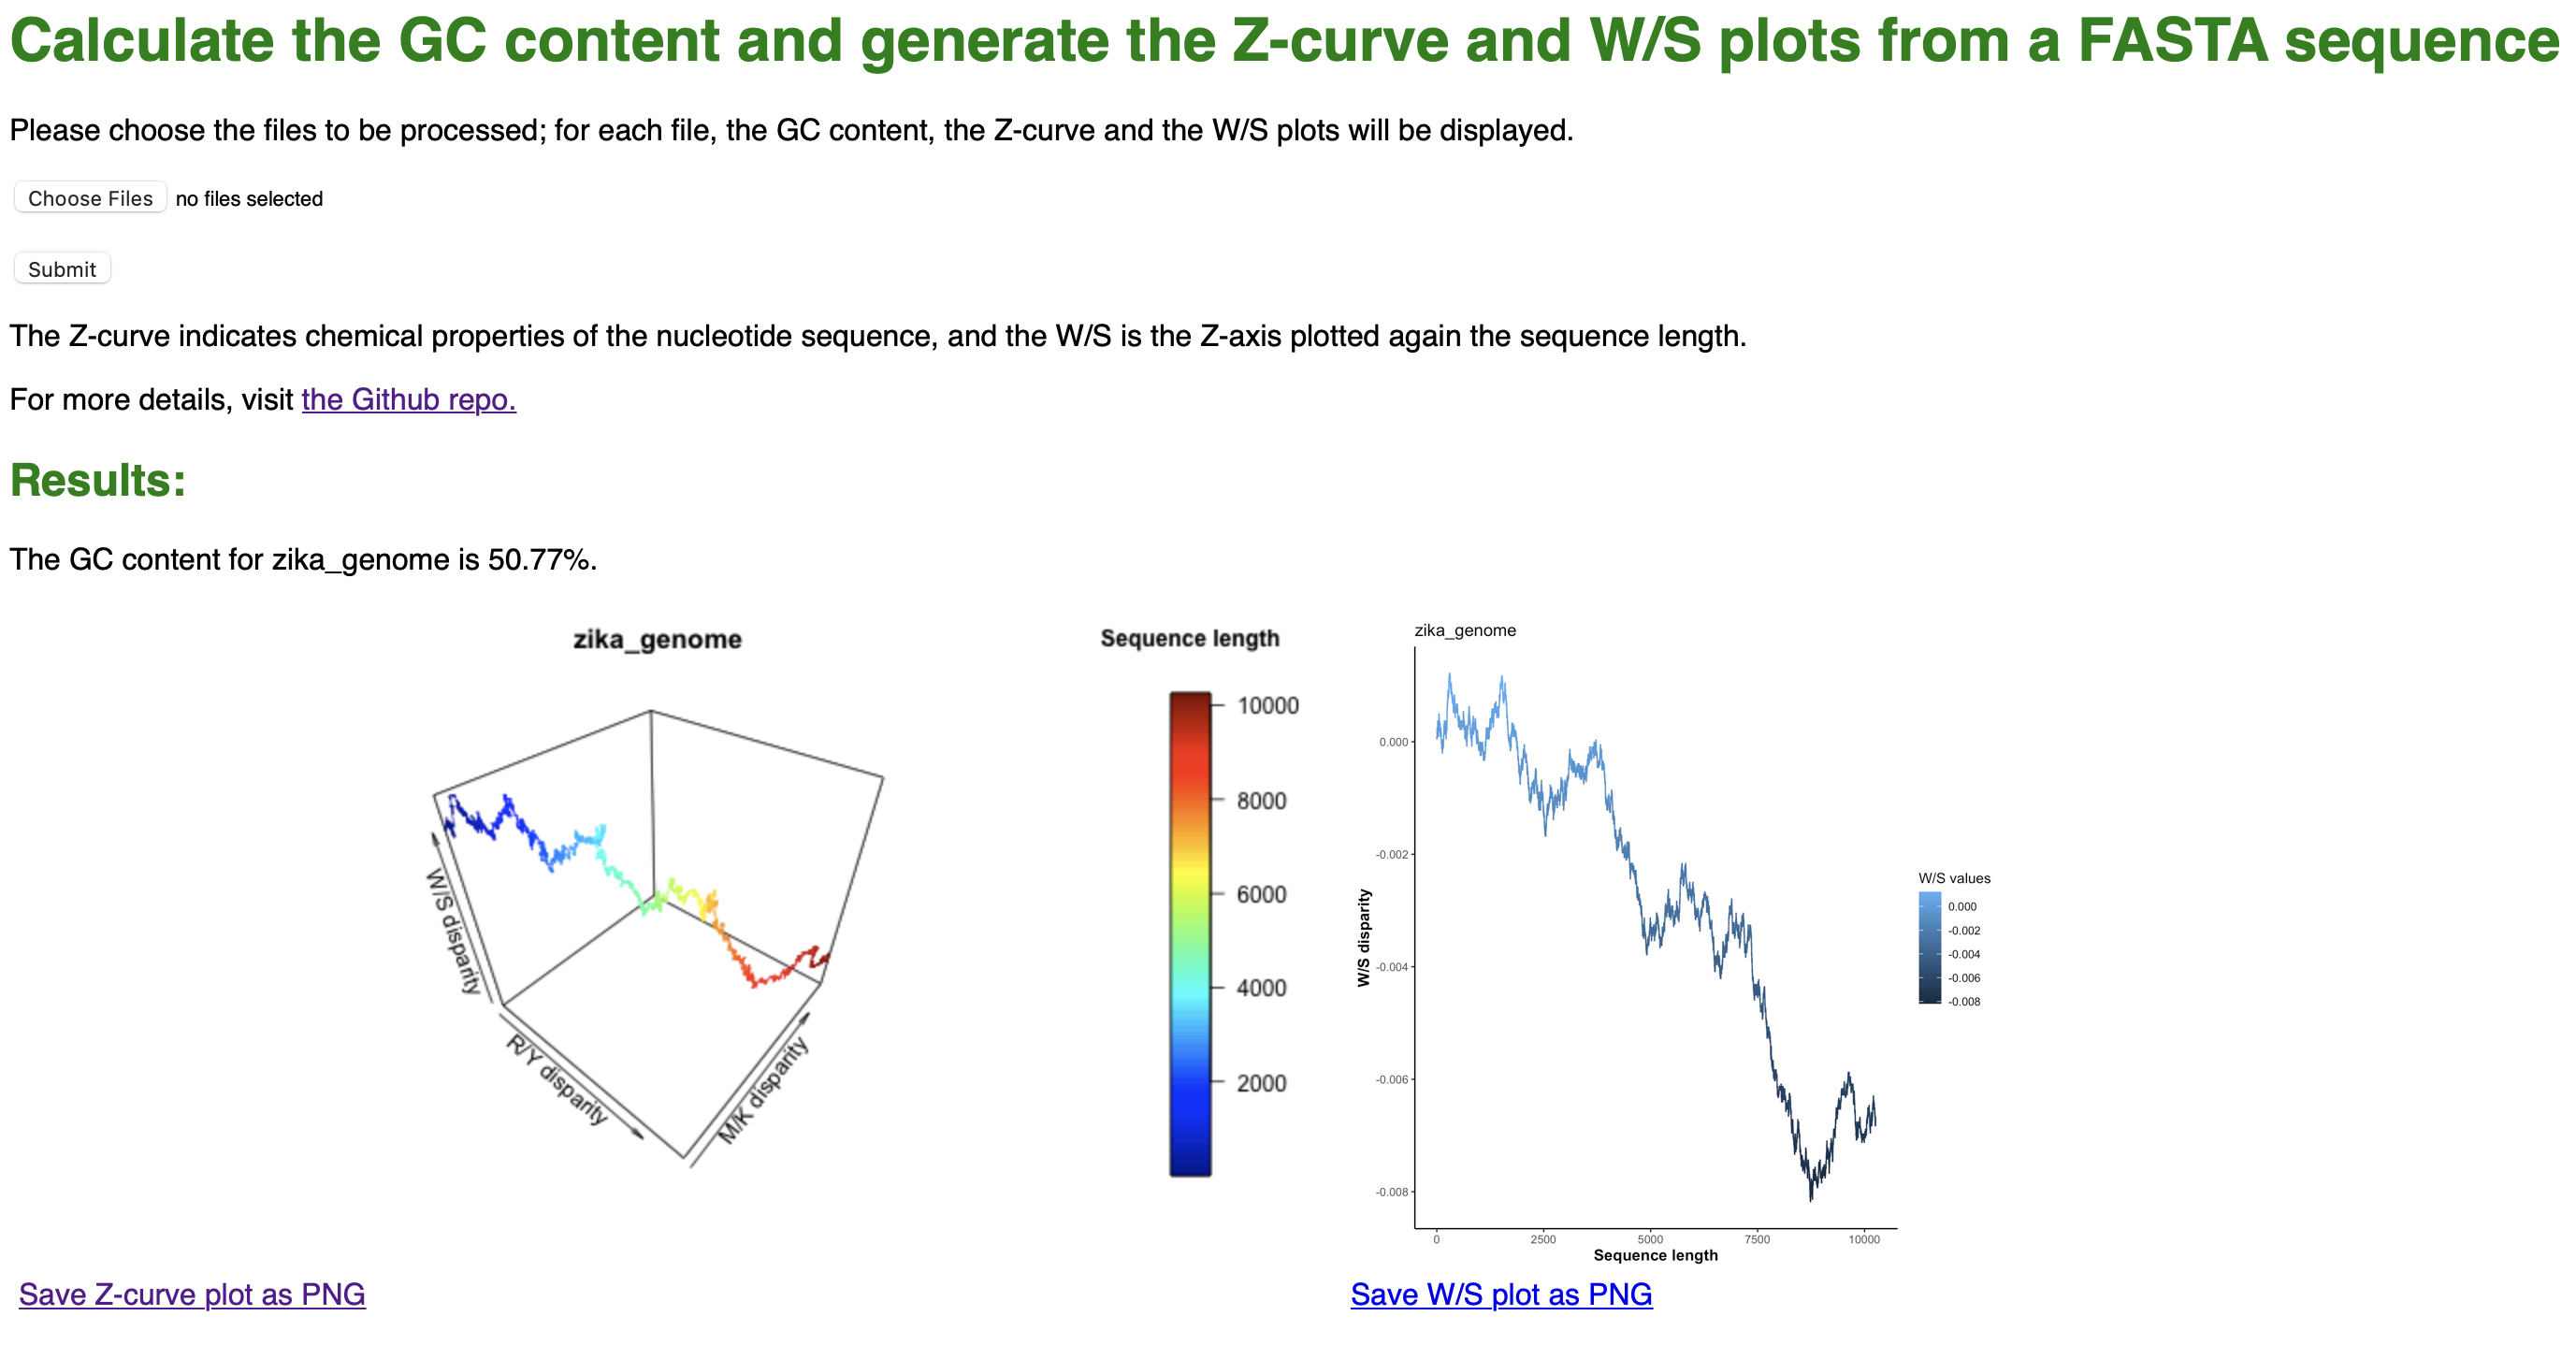 Calculate the GC content and generate the Z-curve and W/S plots from a FASTA sequence
Please choose the files to be processed; for each file, the GC content, the Z-curve and the W/S plots will be displayed.
Choose Files no files selected
Submit
The Z-curve indicates chemical properties of the nucleotide sequence, and the W/S is the Z-axis plotted again the sequence length.
For more details, visit the Github repo.
Results:
The GC content for zika_genome is 50.77%.
zika_genome
W/S disparity
R/Y disparity
M/K disparity
Sequence length
10000
8000
6000
4000
2000
zika_genome
W/S disparity
0.000
-0.002
-0.004
-0.006
-0.008
0 2500 5000 7500 10000
Sequence length
W/S values
0.000
-0.002
-0.004
-0.006
-0.008
Save Z-curve plot as PNG
Save W/S plot as PNG